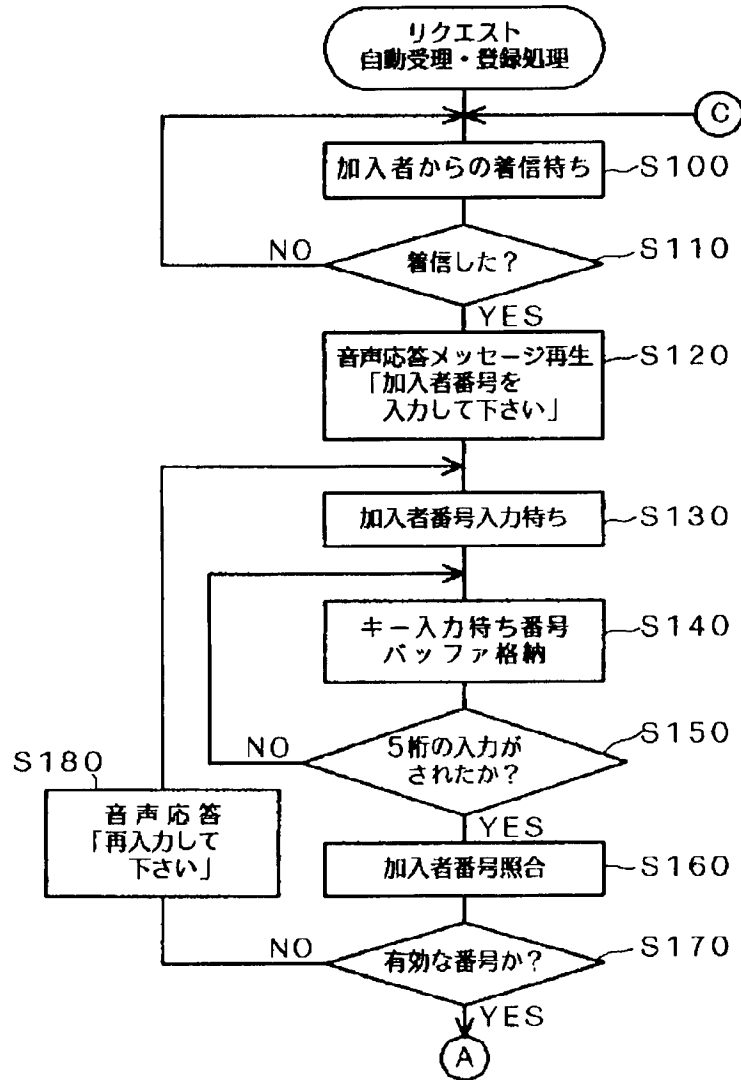 リクエスト
自動受理・登録処理
C
加入者からの着信待ち
S100
着信した?
S110
NO
YES
音声応答メッセージ再生
「加入者番号を
入力して下さい」
S120
加入者番号入力待ち
S130
キー入力待ち番号
バッファ格納
S140
5桁の入力が
されたか?
S150
NO
YES
S180
音声応答
「再入力して
下さい」
加入者番号照合
S160
有効な番号か?
S170
NO
YES
A